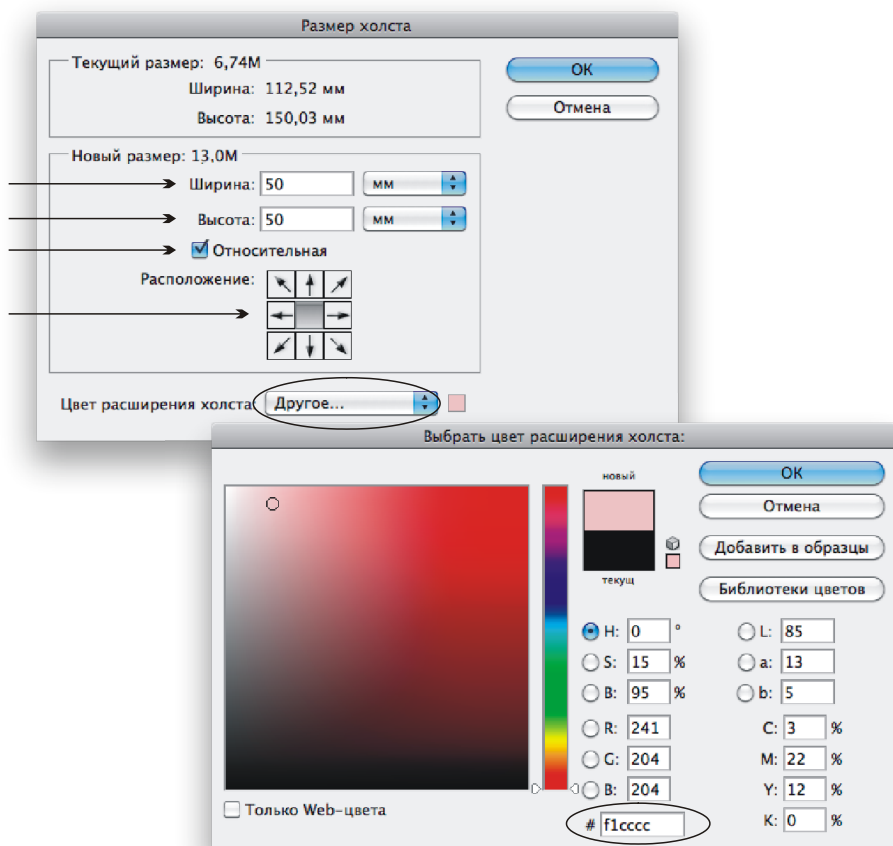 Размер холста
Текущий размер: 6,74M
Ширина: 112,52 мм
Высота: 150,03 мм
OK
Отмена
Новый размер: 13,0M
Ширина: 50 мм
Высота: 50 мм
Относительная
Расположение:
Цвет расширения холста: Другое...
Выбрать цвет расширения холста:
новый
текущ
OK
Отмена
Добавить в образцы
Библиотеки цветов
H: 0 ° L: 85
S: 15 % a: 13
B: 95 % b: 5
R: 241 C: 3 %
G: 204 M: 22 %
B: 204 Y: 12 %
Только Web-цвета
# f1cccc K: 0 %